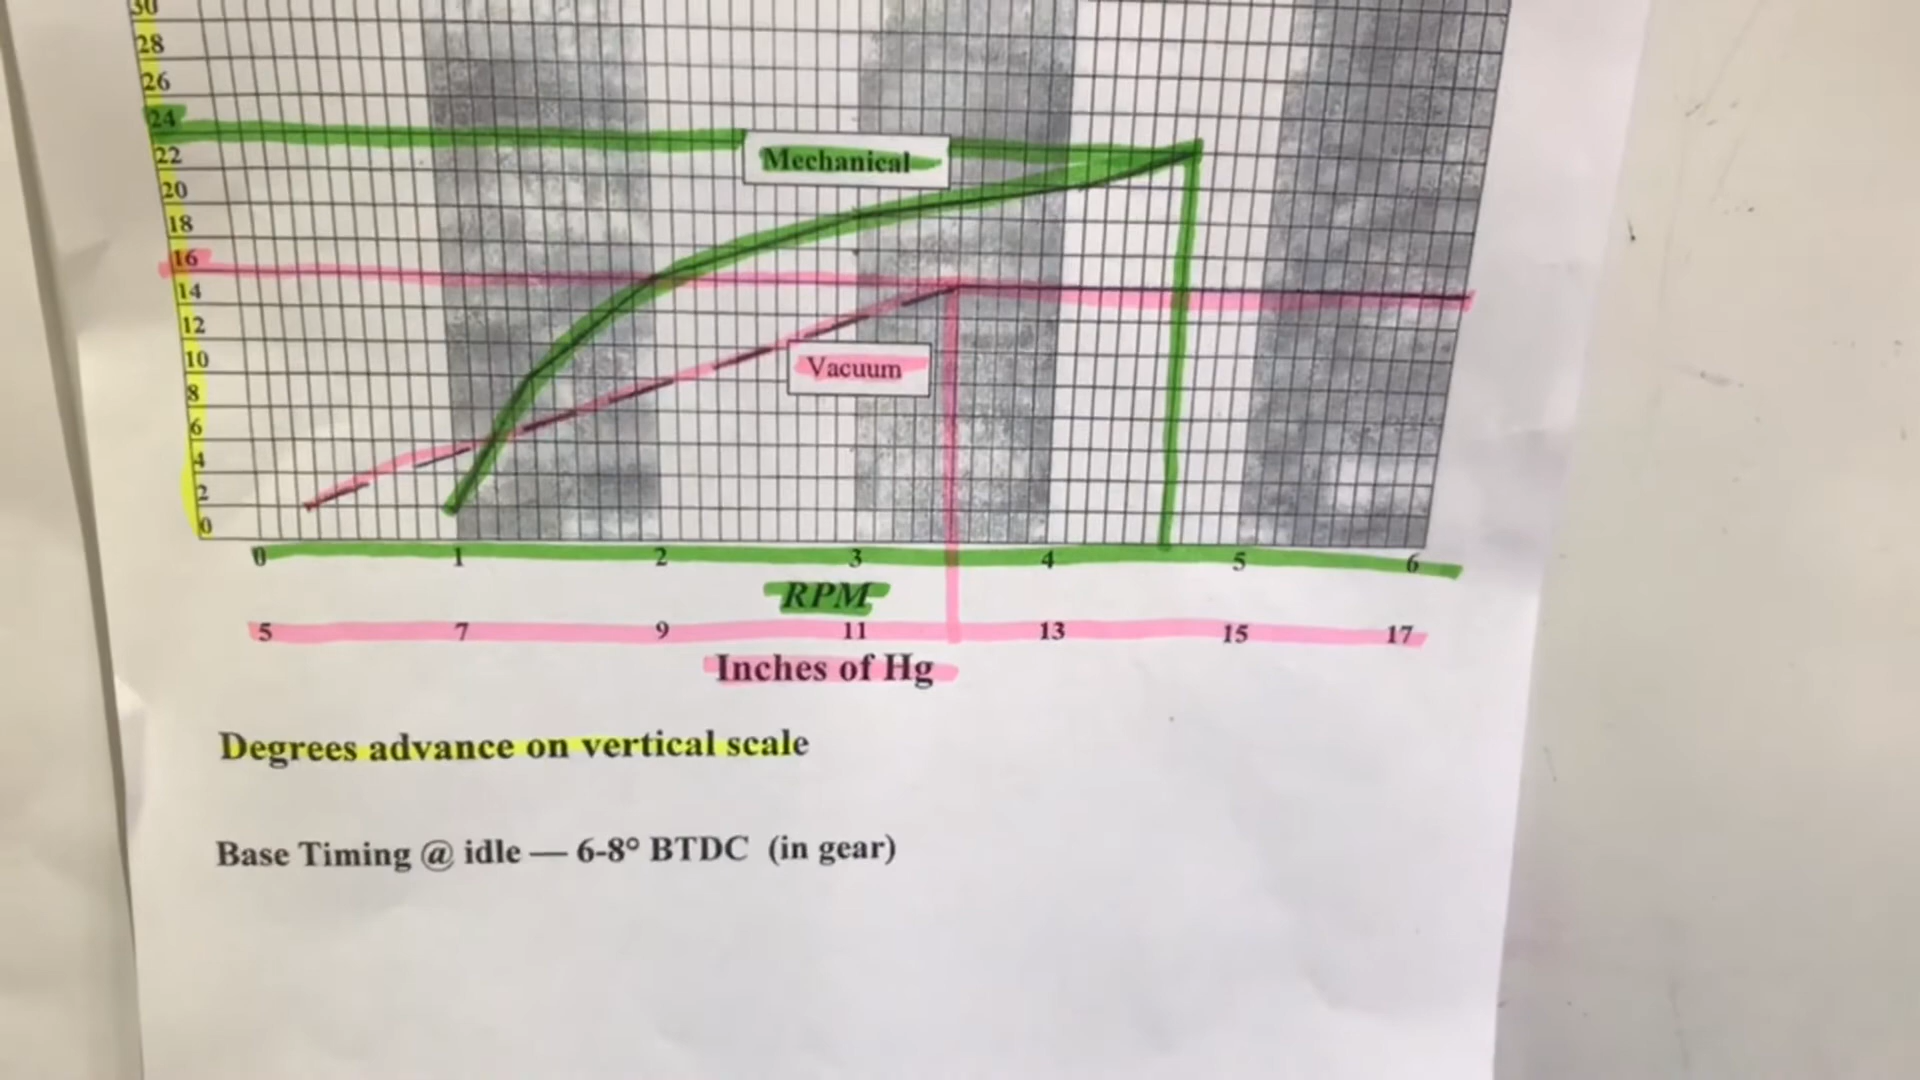 30
28
26
24
22
20
18
16
14
12
10
8
6
4
2
0
Mechanical
Vacuum
0 1 2 3 4 5 6
RPM
5 7 9 11 13 15 17
Inches of Hg
Degrees advance on vertical scale
Base Timing @ idle — 6-8° BTDC (in gear)